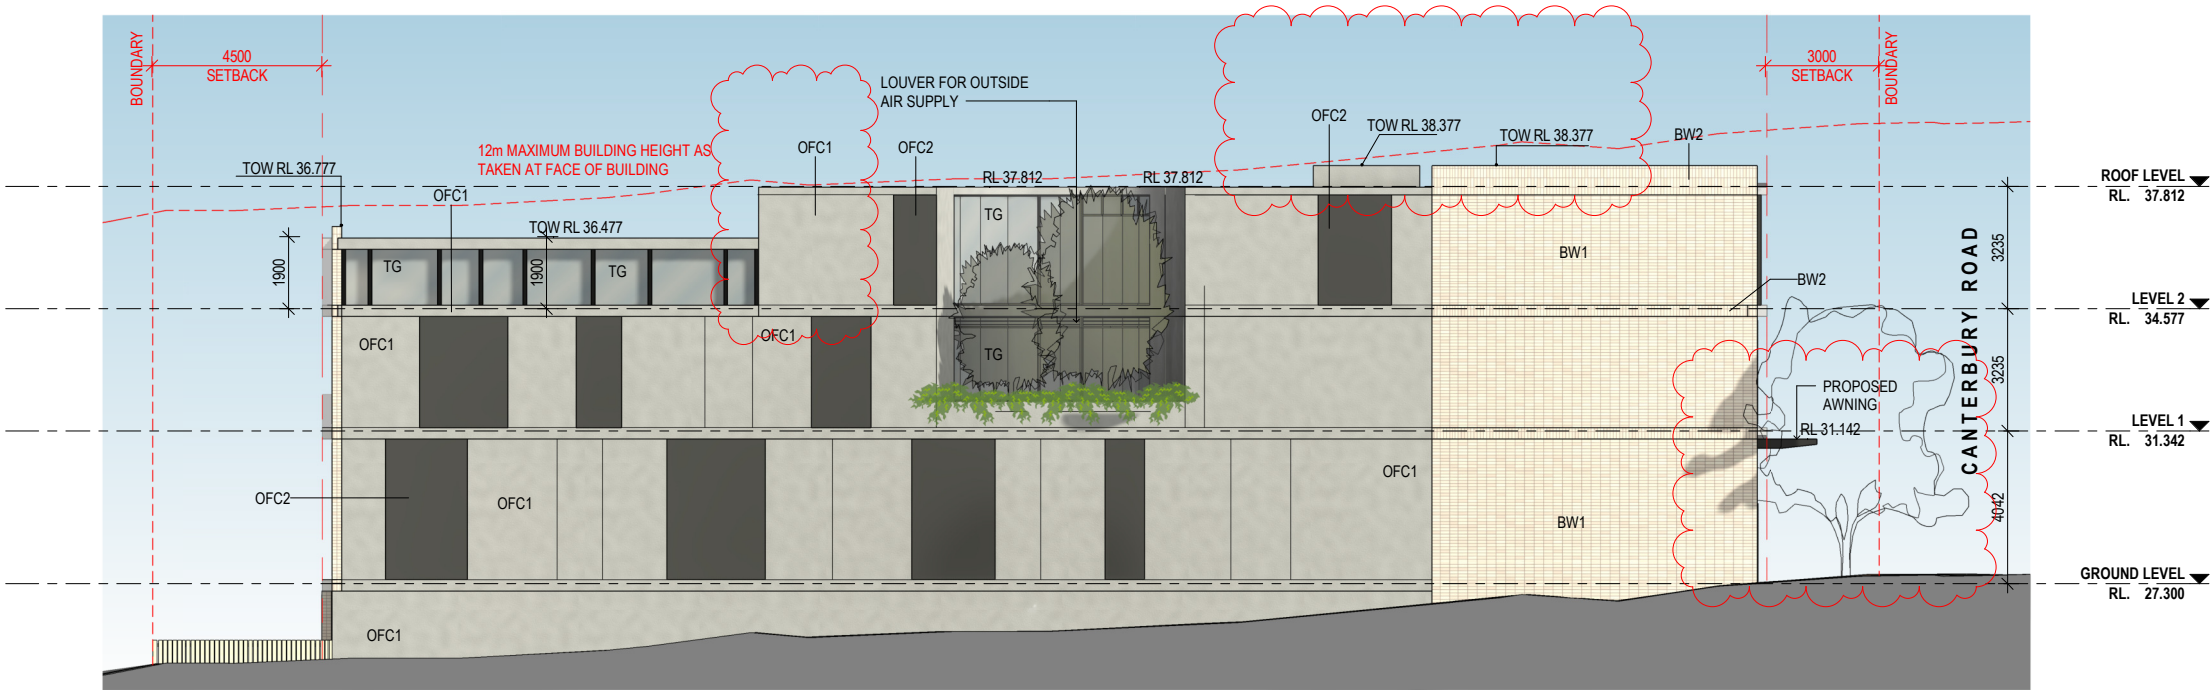 BOUNDARY
4500
SETBACK
LOUVER FOR OUTSIDE
AIR SUPPLY
3000
SETBACK
BOUNDARY
12m MAXIMUM BUILDING HEIGHT AS
TAKEN AT FACE OF BUILDING
OFC1
OFC2
OFC2
TOW RL 38.377
TOW RL 38.377
BW2
TOW RL 36.777
RL 37.812
RL 37.812
ROOF LEVEL
RL. 37.812
OFC1
TOW RL 36.477
TG
1900
TG
1900
TG
BW1
BW2
3235
LEVEL 2
RL. 34.577
OFC1
OFC1
TG
3235
CANTERBURY ROAD
PROPOSED
AWNING
RL 31.142
LEVEL 1
RL. 31.342
OFC2
OFC1
OFC1
BW1
4042
GROUND LEVEL
RL. 27.300
OFC1